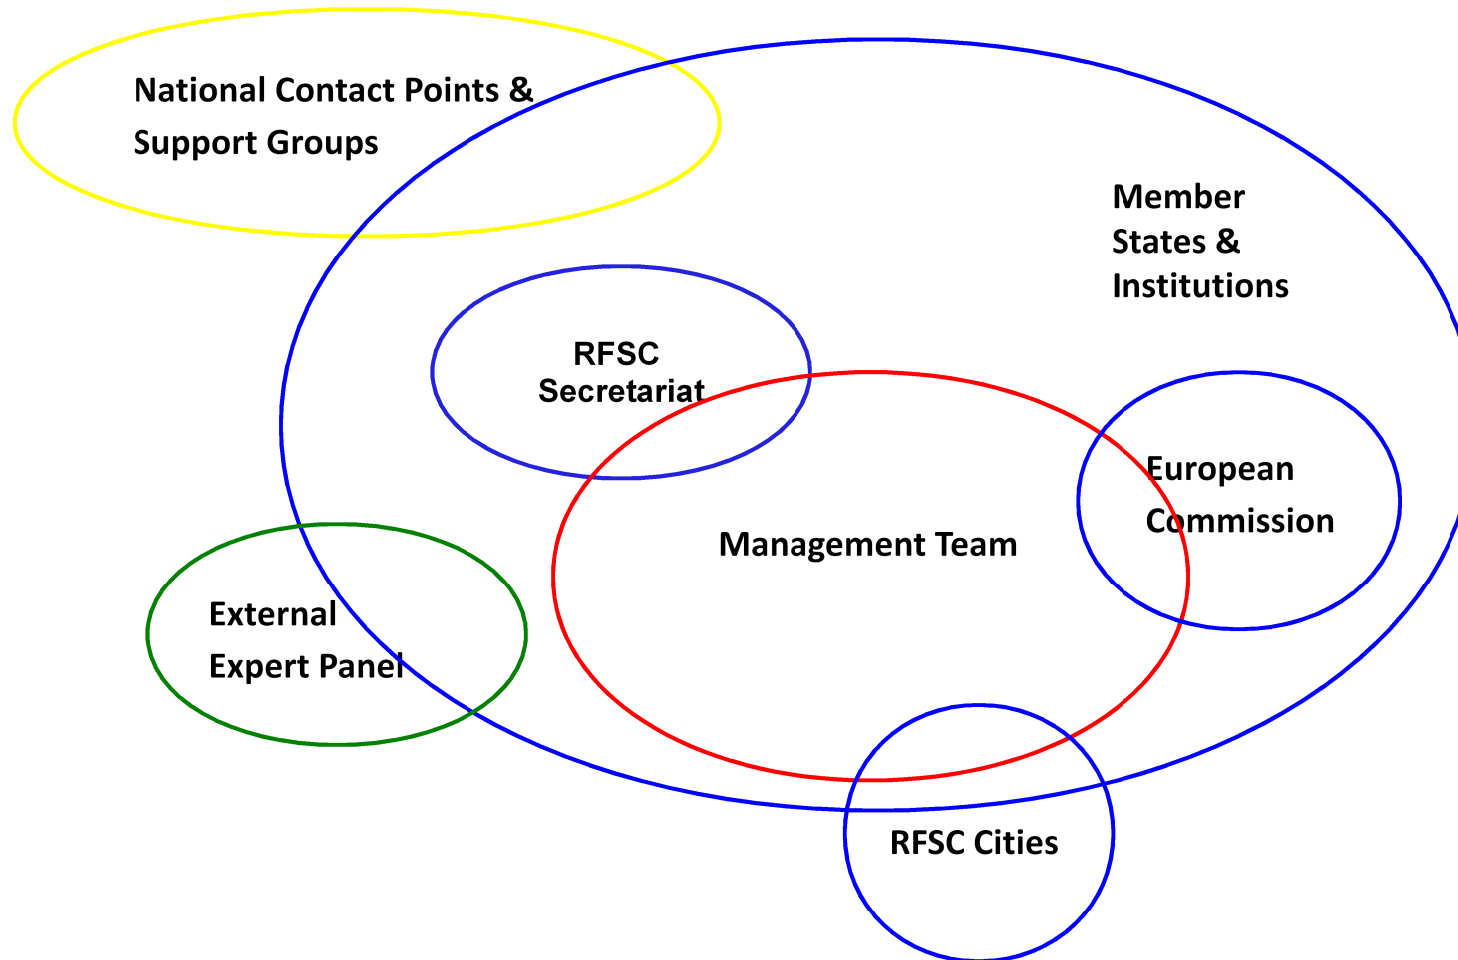 National Contact Points &
Support Groups
Member
States &
Institutions
RFSC
Secretariat
European
Commission
Management Team
External
Expert Panel
RFSC Cities